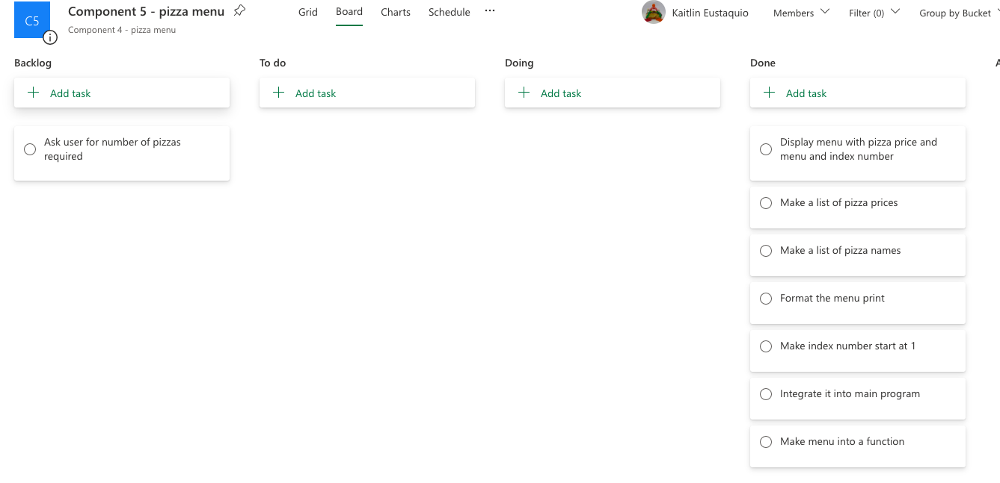 C5
Component 5 - pizza menu
Component 4 - pizza menu
Grid
Board
Charts
Schedule
...
Kaitlin Eustaquio
Members
Filter (0)
Group by Bucket
Backlog
Add task
Ask user for number of pizzas
required
To do
Add task
Doing
Add task
Done
Add task
Display menu with pizza price and
menu and index number
Make a list of pizza prices
Make a list of pizza names
Format the menu print
Make index number start at 1
Integrate it into main program
Make menu into a function